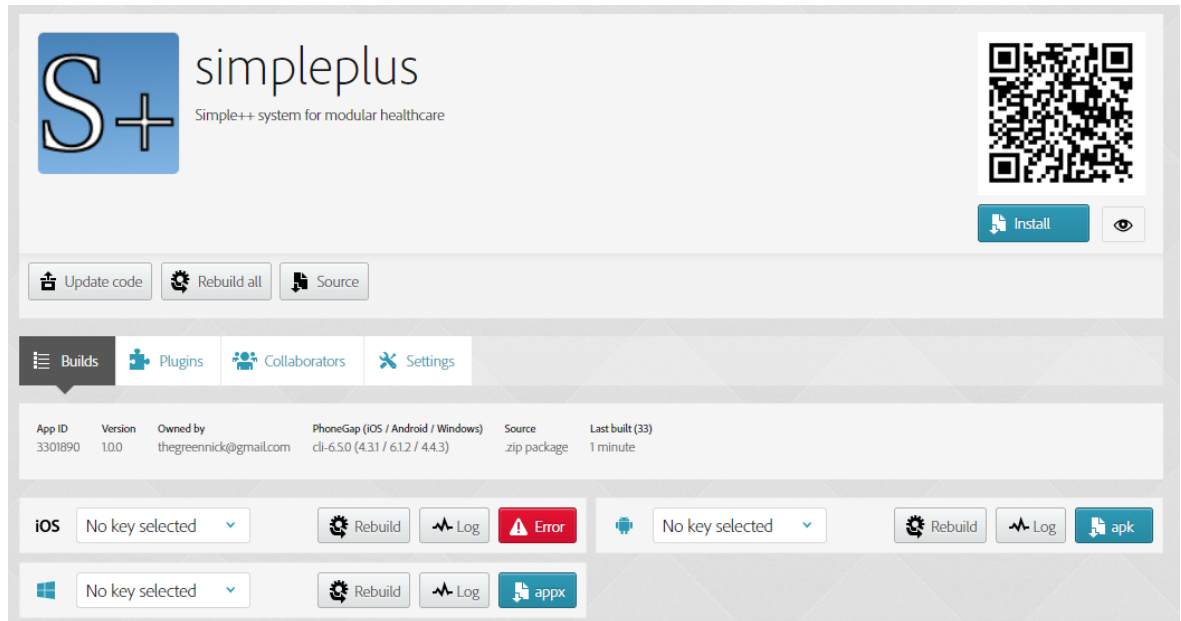 S+
simpleplus
Simple++ system for modular healthcare
Install
Update code
Rebuild all
Source
Builds
Plugins
Collaborators
Settings
App ID Version Owned by PhoneGap (iOS / Android / Windows) Source Last built (33)
3301890 1.0.0 thegreennick@gmail.com cli-6.5.0 (4.3.1 / 6.1.2 / 4.4.3) .zip package 1 minute
iOS No key selected Rebuild Log Error
No key selected Rebuild Log apk
No key selected Rebuild Log appx